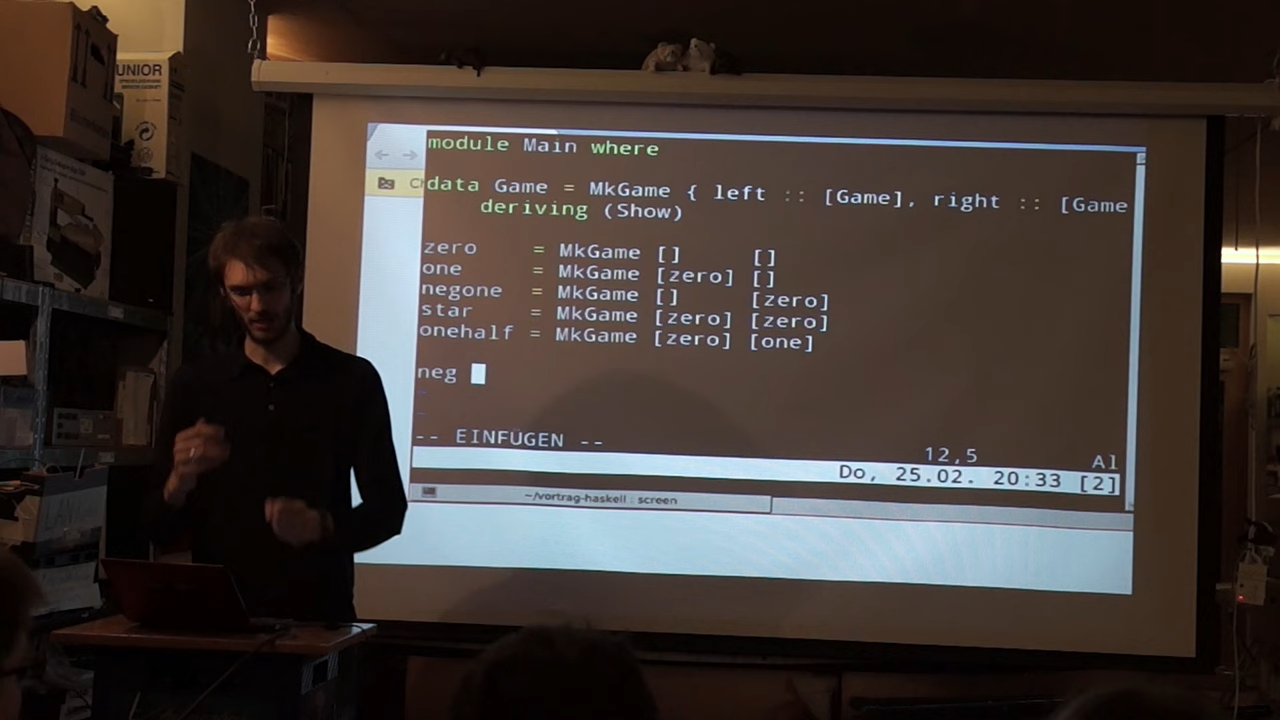 UNIOR
module Main where
data Game = MkGame { left :: [Game], right :: [Game
deriving (Show)
zero = MkGame [] []
one = MkGame [zero] []
negone = MkGame [] [zero]
star = MkGame [zero] [zero]
onehalf = MkGame [zero] [one]
neg
-- EINFÜGEN --
12,5 Al
Do, 25.02. 20:33 [2]
~/vortrag-haskell : screen